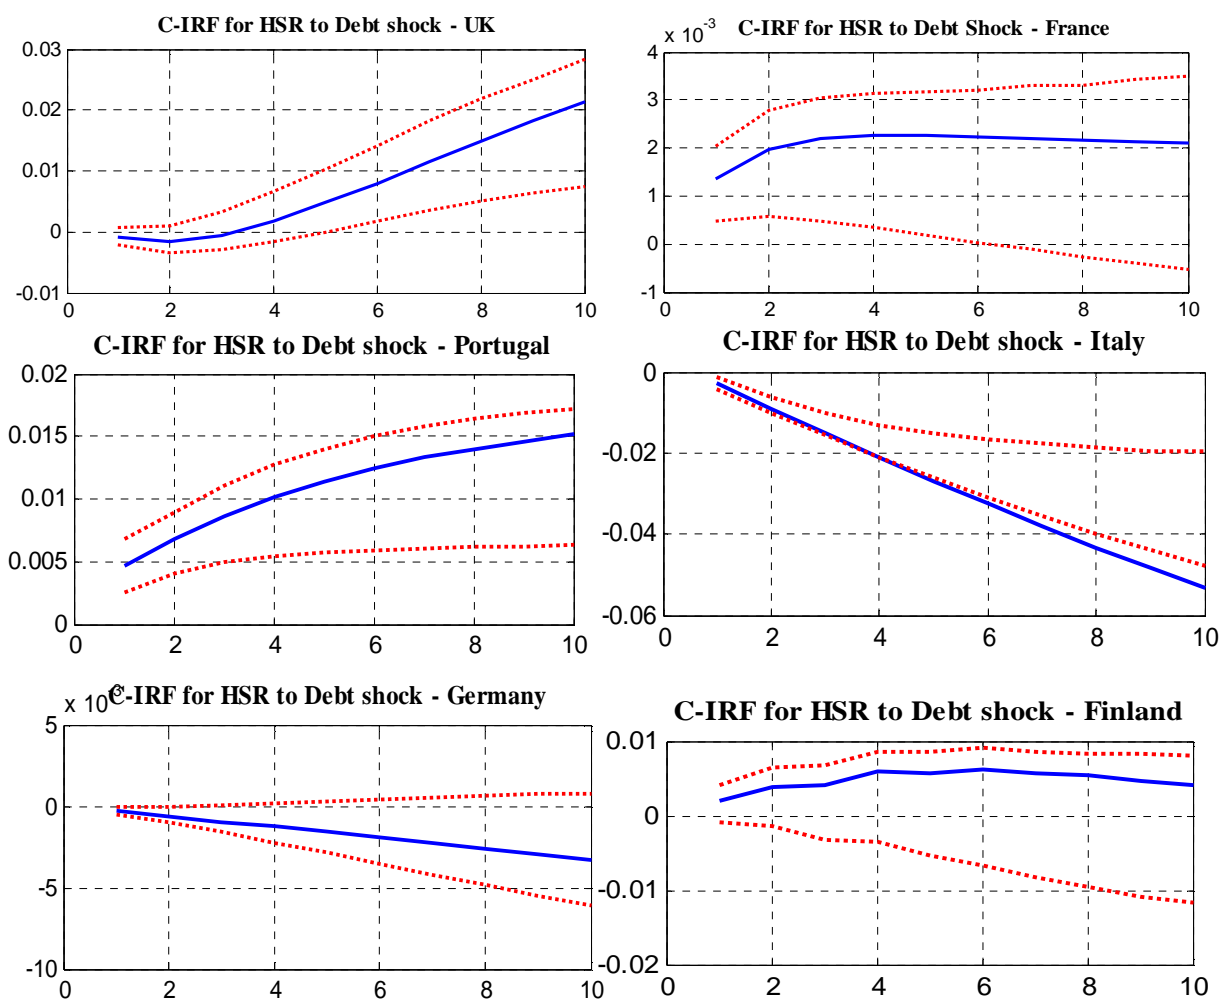 C-IRF for HSR to Debt shock - UK
0.03
0.02
0.01
0
-0.01
0 2 4 6 8 10
x 10-3 C-IRF for HSR to Debt Shock - France
4
3
2
1
0
-1
0 2 4 6 8 10
C-IRF for HSR to Debt shock - Portugal
0.02
0.015
0.01
0.005
0
0 2 4 6 8 10
C-IRF for HSR to Debt shock - Italy
0
-0.02
-0.04
-0.06
0 2 4 6 8 10
x 10 C-IRF for HSR to Debt shock - Germany
5
0
-5
-10
0 2 4 6 8 10
C-IRF for HSR to Debt shock - Finland
0.01
0
-0.01
-0.02
0 2 4 6 8 10